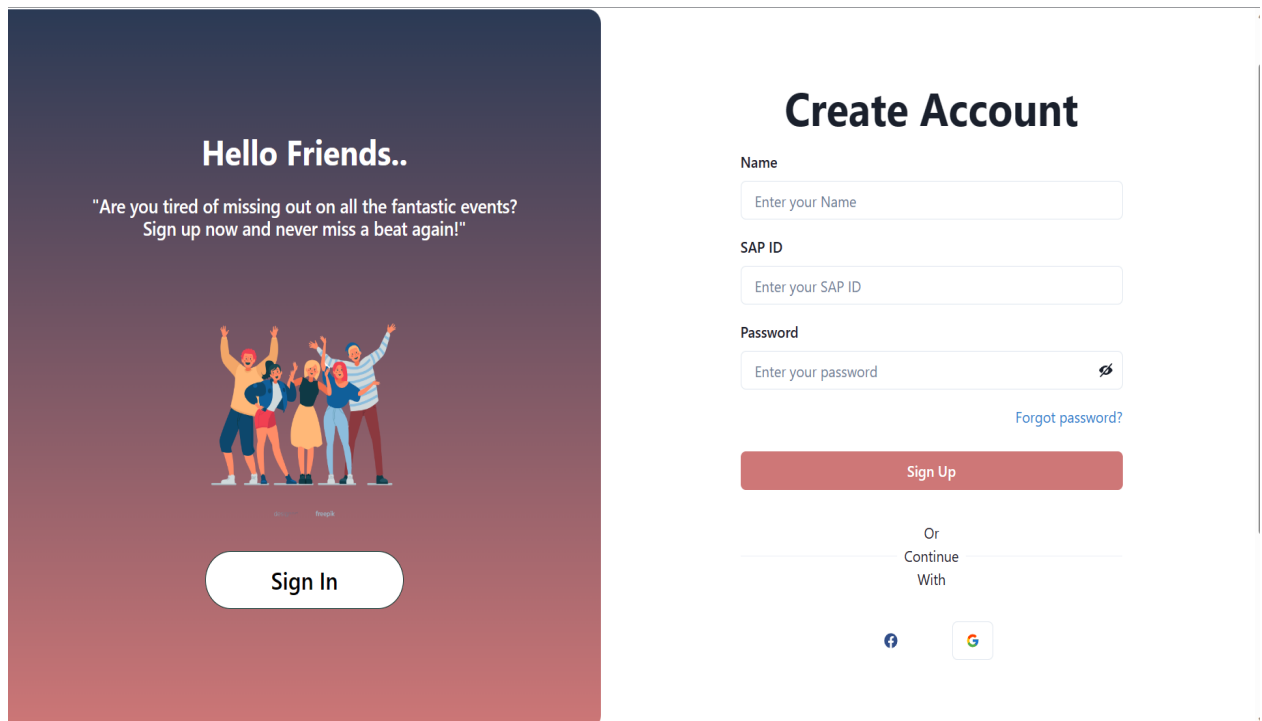 Hello Friends..
"Are you tired of missing out on all the fantastic events?
Sign up now and never miss a beat again!"
freepik
Sign In
Create Account
Name
Enter your Name
SAP ID
Enter your SAP ID
Password
Enter your password
Forgot password?
Sign Up
Or
Continue
With